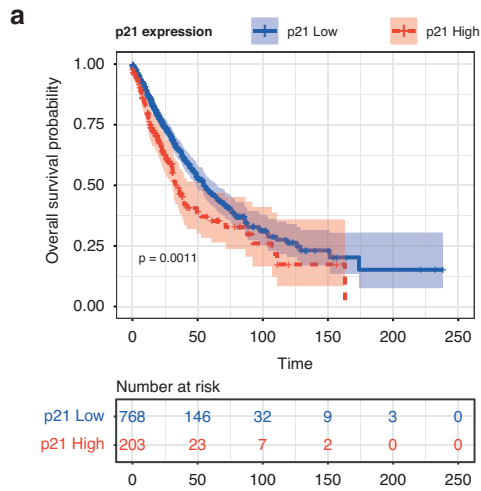 a
p21 expression p21 Low p21 High
Overall survival probability
1.00
0.75
0.50
0.25
0.00
p = 0.0011
0 50 100 150 200 250
Time
Number at risk
p21 Low 768 146 32 9 3 0
p21 High 203 23 7 2 0 0
0 50 100 150 200 250